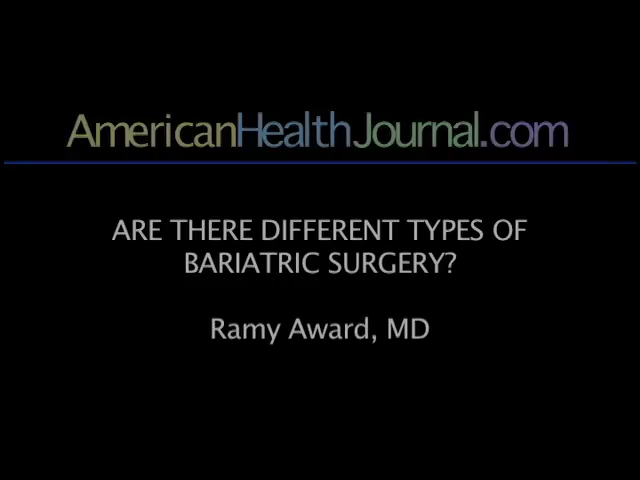 AmericanHealthJournal.com
ARE THERE DIFFERENT TYPES OF
BARIATRIC SURGERY?
Ramy Award, MD